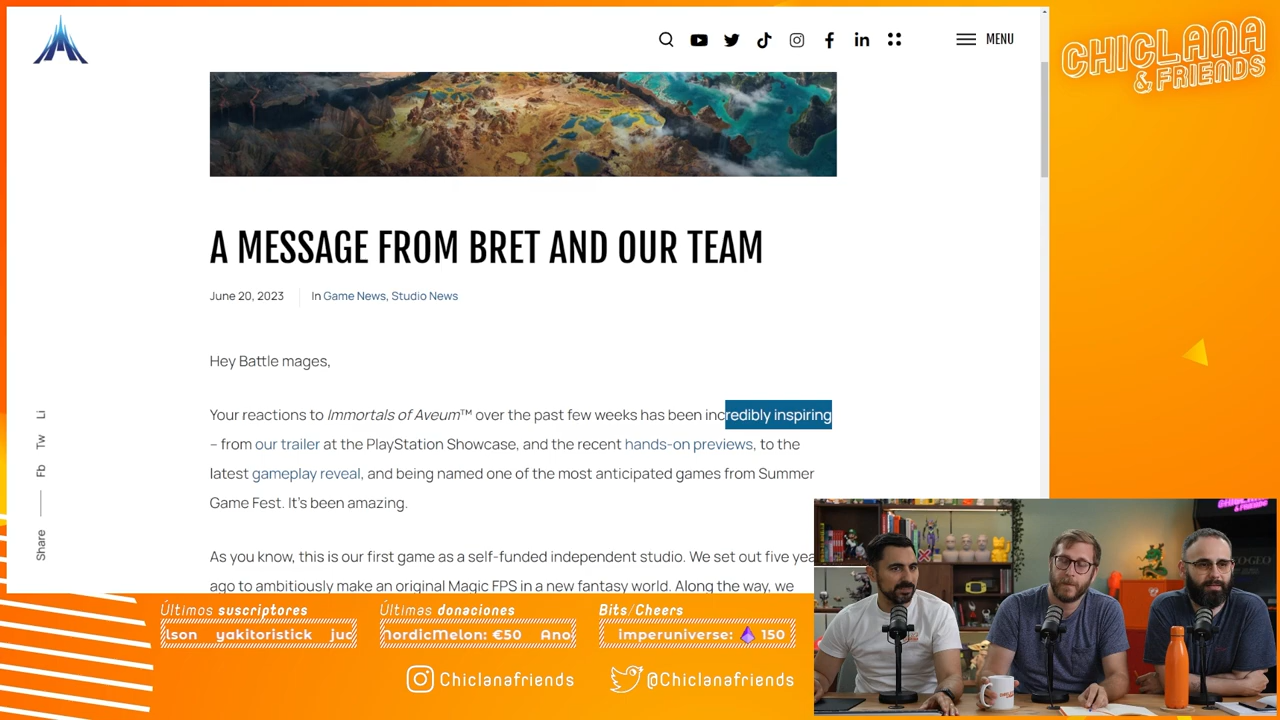 MENU
CHICLANA
& FRIENDS
A MESSAGE FROM BRET AND OUR TEAM
June 20, 2023
In Game News, Studio News
Hey Battle mages,
Your reactions to Immortals of Aveum™ over the past few weeks has been incredibly inspiring
– from our trailer at the PlayStation Showcase, and the recent hands-on previews, to the
latest gameplay reveal, and being named one of the most anticipated games from Summer
Game Fest. It's been amazing.
As you know, this is our first game as a self-funded independent studio. We set out five yea
ago to ambitiously make an original Magic FPS in a new fantasy world. Along the way, we
Li
Tw
Fb
Share
Últimos suscriptores
lson yakitoristick juc
Últimas donaciones
NordicMelon: €50 Ano
Bits/Cheers
imperuniverse: 150
Chiclanafriends
@Chiclanafriends
& FRIENDS
NEOGEO